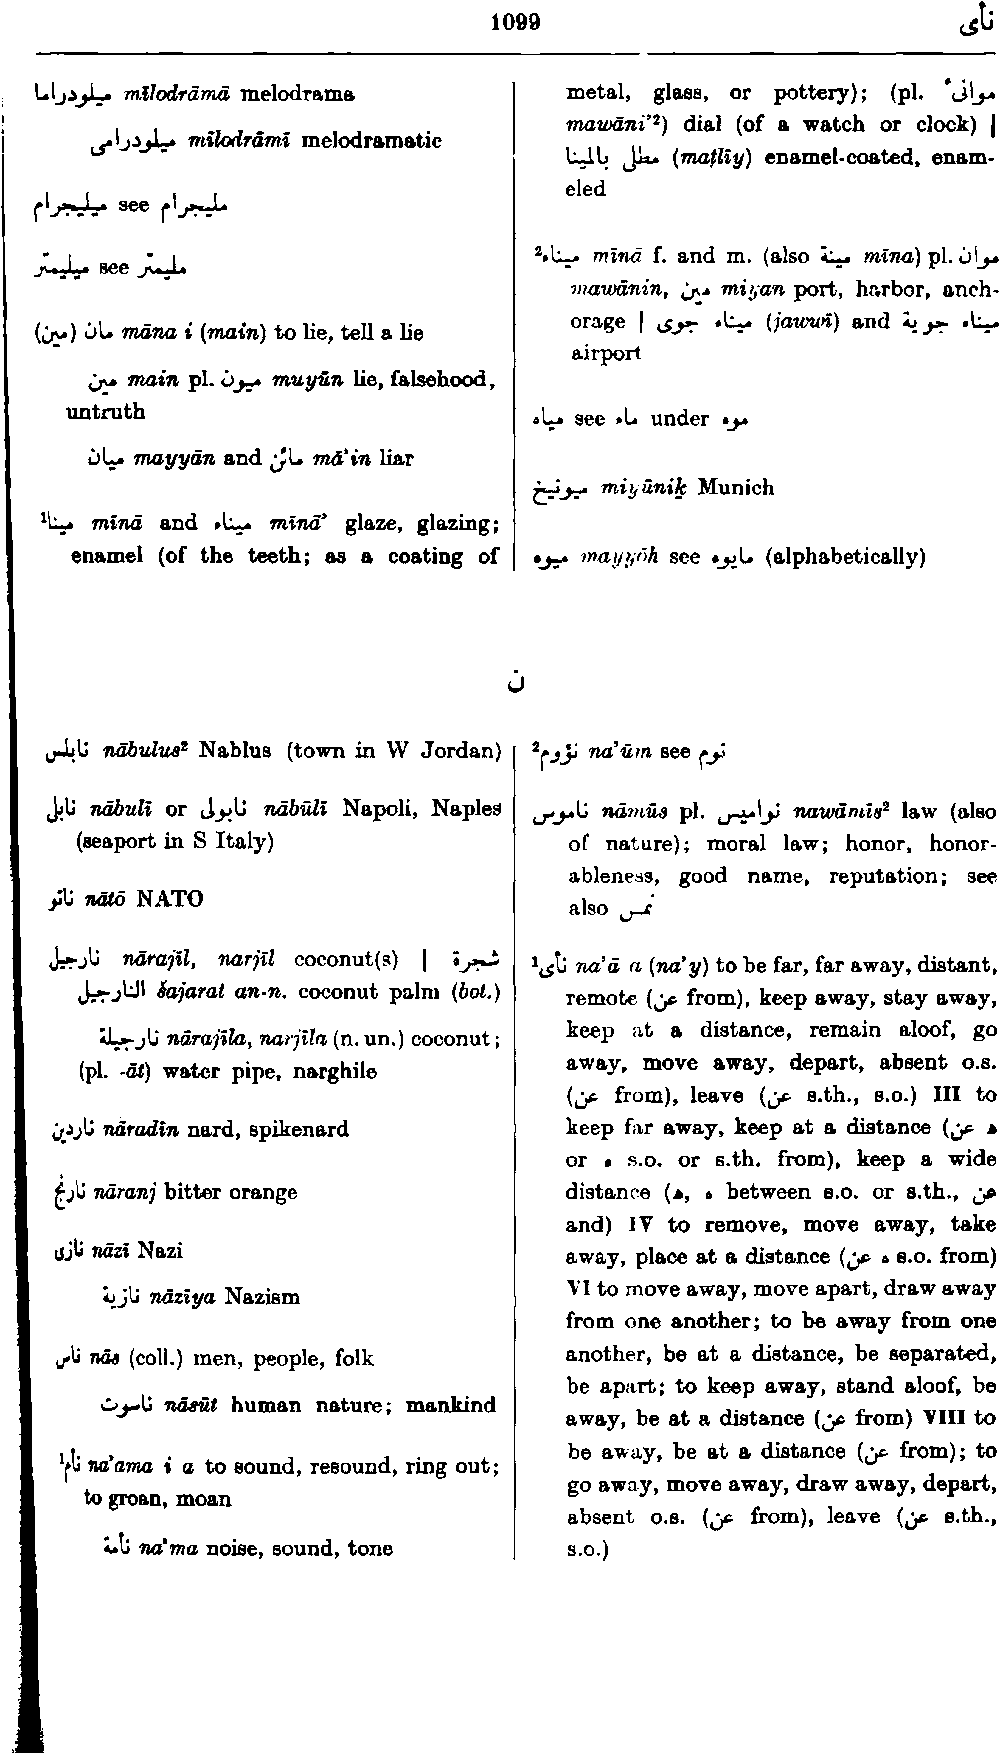 1099 نأى
ميلودراما mīlodrāmā melodrama
ميلودرامى mīlodrāmī melodramatic
مليجرام see ميليجرام
مليمتر see ميليمتر
(مين) مان māna i (main) to lie, tell a lie
مين main pl. ميون muyūn lie, falsehood,
untruth
ميان mayyān and مائن mā'in liar
¹مينا mīnā and ميناء mīnā' glaze, glazing;
enamel (of the teeth; as a coating of
metal, glass, or pottery); (pl. موانئ
mawāni'²) dial (of a watch or clock) |
مطلى بالمينا (maṭlīy) enamel-coated, enam-
eled
²ميناء mīnā f. and m. (also مينة mīna) pl. موان
mawānin, مين miyan port, harbor, anch-
orage | ميناء جوى (jawwī) and ميناء جوية
airport
مياه see ماء under موه
ميونيخ miyūniḵ Munich
ميوه mayyōh see مايوه (alphabetically)
ن
نابلس nābulus² Nablus (town in W Jordan)
نابلى nābulī or نابولى nābūlī Napoli, Naples
(seaport in S Italy)
ناتو nātō NATO
نارجيل nārajīl, narjīl coconut(s) | شجرة
النارجيل šajarat an-n. coconut palm (bot.)
نارجيلة nārajīla, narjīla (n. un.) coconut;
(pl. -āt) water pipe, narghile
ناردين nāradīn nard, spikenard
نارنج nāranj bitter orange
نازى nāzī Nazi
نازية nāzīya Nazism
ناس nās (coll.) men, people, folk
ناسوت nāsūt human nature; mankind
¹نأم na'ama i a to sound, resound, ring out;
to groan, moan
نأمة na'ma noise, sound, tone
²نؤوم na'ūm see نوم
ناموس nāmūs pl. نواميس nawāmīs² law (also
of nature); moral law; honor, honor-
ableness, good name, reputation; see
also نمس
¹نأى na'ā a (na'y) to be far, far away, distant,
remote (عن from), keep away, stay away,
keep at a distance, remain aloof, go
away, move away, depart, absent o.s.
(عن from), leave (عن s.th., s.o.) III to
keep far away, keep at a distance (ه عن
or ه s.o. or s.th. from), keep a wide
distance (ه, ه between s.o. or s.th., عن
and) IV to remove, move away, take
away, place at a distance (ه عن s.o. from)
VI to move away, move apart, draw away
from one another; to be away from one
another, be at a distance, be separated,
be apart; to keep away, stand aloof, be
away, be at a distance (عن from) VIII to
be away, be at a distance (عن from); to
go away, move away, draw away, depart,
absent o.s. (عن from), leave (عن s.th.,
s.o.)